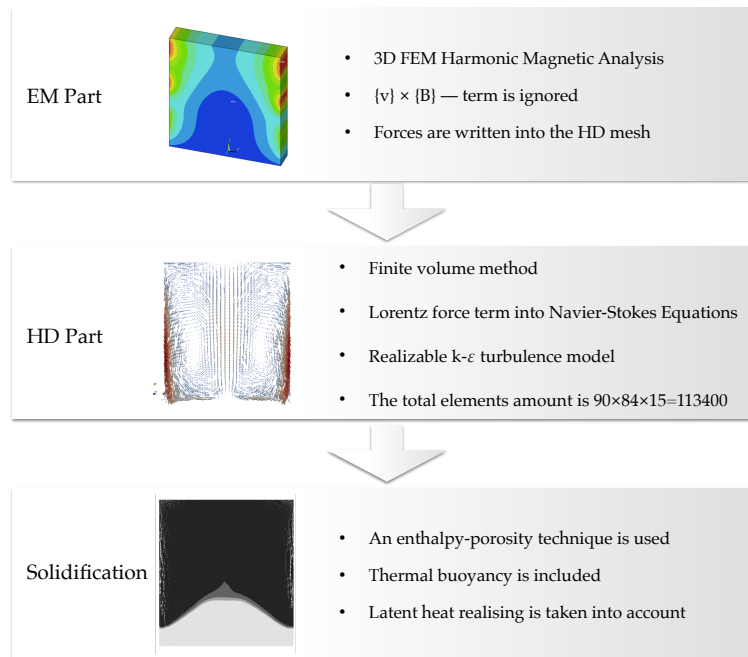 EM Part
• 3D FEM Harmonic Magnetic Analysis
• {v} × {B} — term is ignored
• Forces are written into the HD mesh
HD Part
• Finite volume method
• Lorentz force term into Navier-Stokes Equations
• Realizable k-ε turbulence model
• The total elements amount is 90×84×15=113400
Solidification
• An enthalpy-porosity technique is used
• Thermal buoyancy is included
• Latent heat realising is taken into account